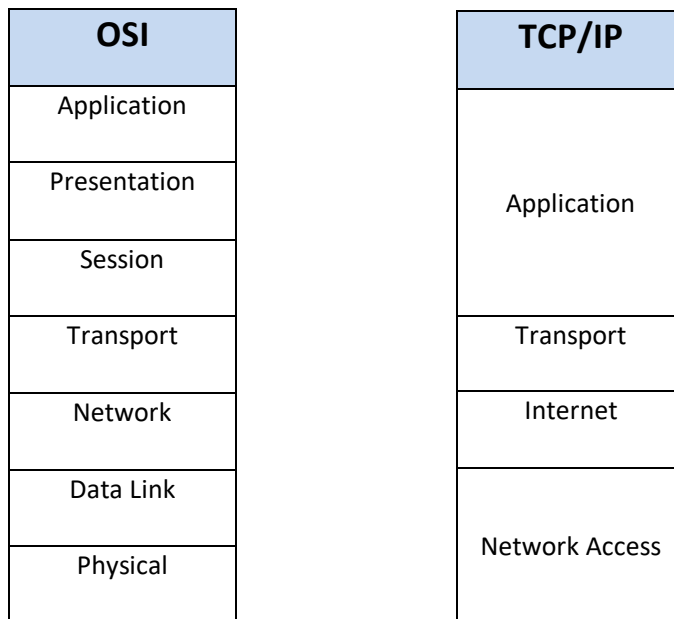 OSI
Application
Presentation
Session
Transport
Network
Data Link
Physical
TCP/IP
Application
Transport
Internet
Network Access